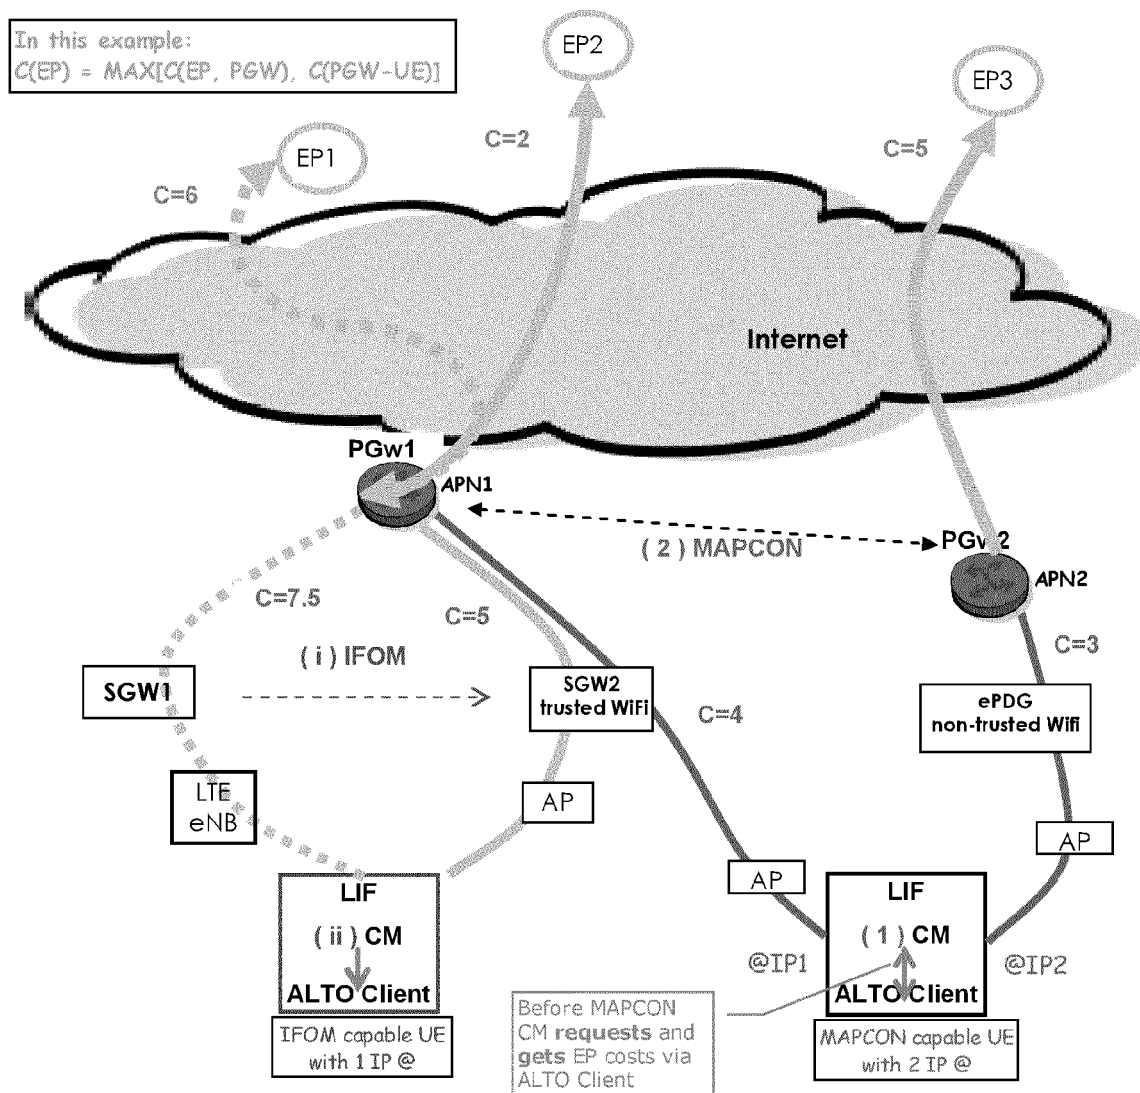 In this example:
C(EP) = MAX[C(EP, PGW), C(PGW-UE)]
EP2
EP3
C=2
C=5
EP1
C=6
Internet
PGw1
APN1
( 2 ) MAPCON
PGw2
APN2
C=7.5
C=5
C=3
( i ) IFOM
SGW1
SGW2
trusted WiFi
C=4
ePDG
non-trusted Wifi
LTE
eNB
AP
AP
AP
LIF
( ii ) CM
ALTO Client
LIF
( 1 ) CM
ALTO Client
@IP1
@IP2
IFOM capable UE
with 1 IP @
Before MAPCON
CM requests and
gets EP costs via
ALTO Client
MAPCON capable UE
with 2 IP @